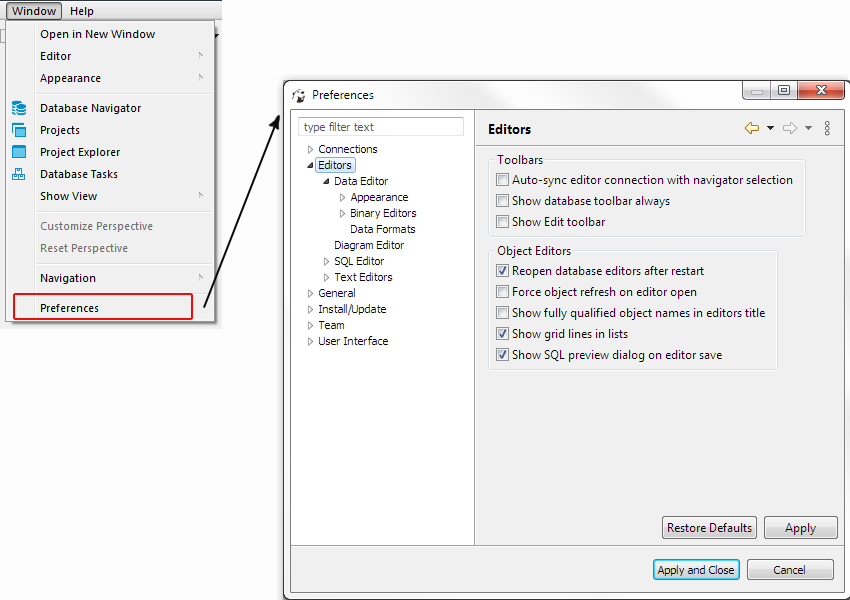 Window Help
Open in New Window
Editor
Appearance
Database Navigator
Projects
Project Explorer
Database Tasks
Show View
Customize Perspective
Reset Perspective
Navigation
Preferences
Preferences
type filter text
Connections
Editors
Data Editor
Appearance
Binary Editors
Data Formats
Diagram Editor
SQL Editor
Text Editors
General
Install/Update
Team
User Interface
Editors
Toolbars
Auto-sync editor connection with navigator selection
Show database toolbar always
Show Edit toolbar
Object Editors
Reopen database editors after restart
Force object refresh on editor open
Show fully qualified object names in editors title
Show grid lines in lists
Show SQL preview dialog on editor save
Restore Defaults Apply
Apply and Close Cancel